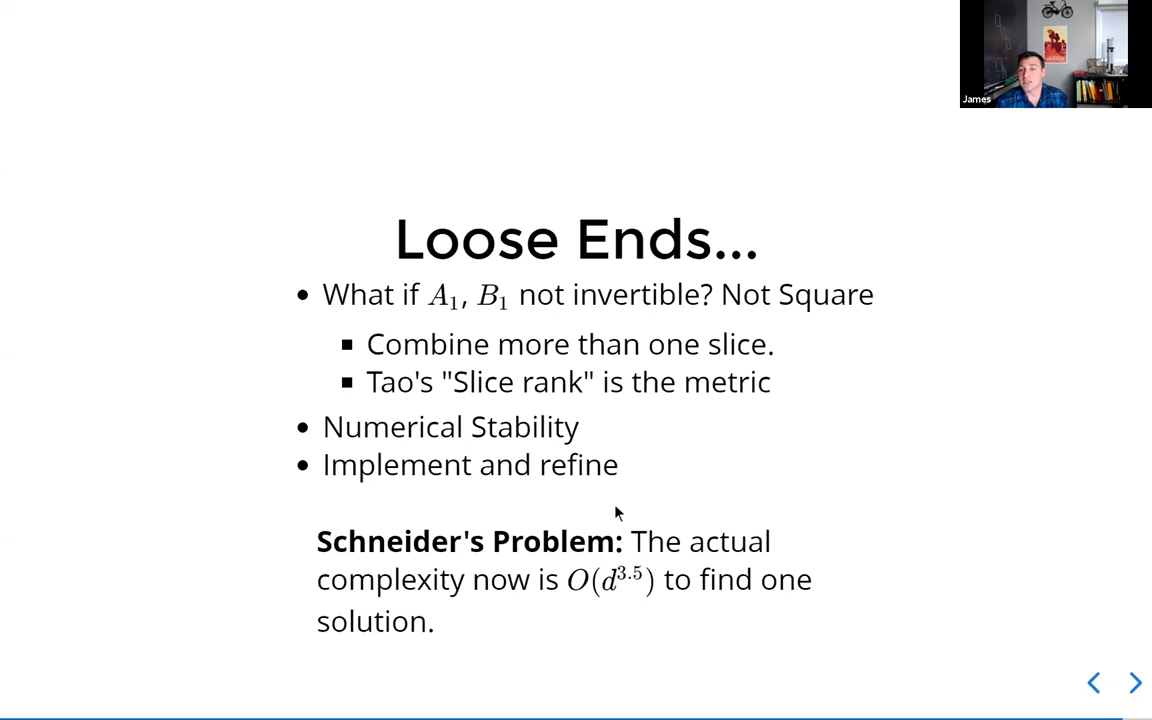 James
Loose Ends...
• What if A₁, B₁ not invertible? Not Square
▪ Combine more than one slice.
▪ Tao's "Slice rank" is the metric
• Numerical Stability
• Implement and refine
Schneider's Problem: The actual
complexity now is O(d^{3.5}) to find one
solution.